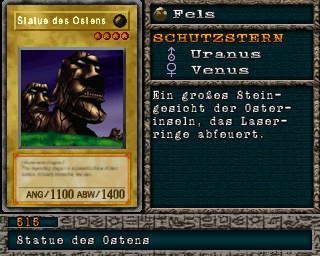 Statue des Ostens
ANG/1100 ABW/1400
Fels
SCHUTZSTERN
♂ Uranus
♀ Venus
Ein großes Stein-
gesicht der Oster-
inseln, das Laser-
ringe abfeuert.
515
Statue des Ostens